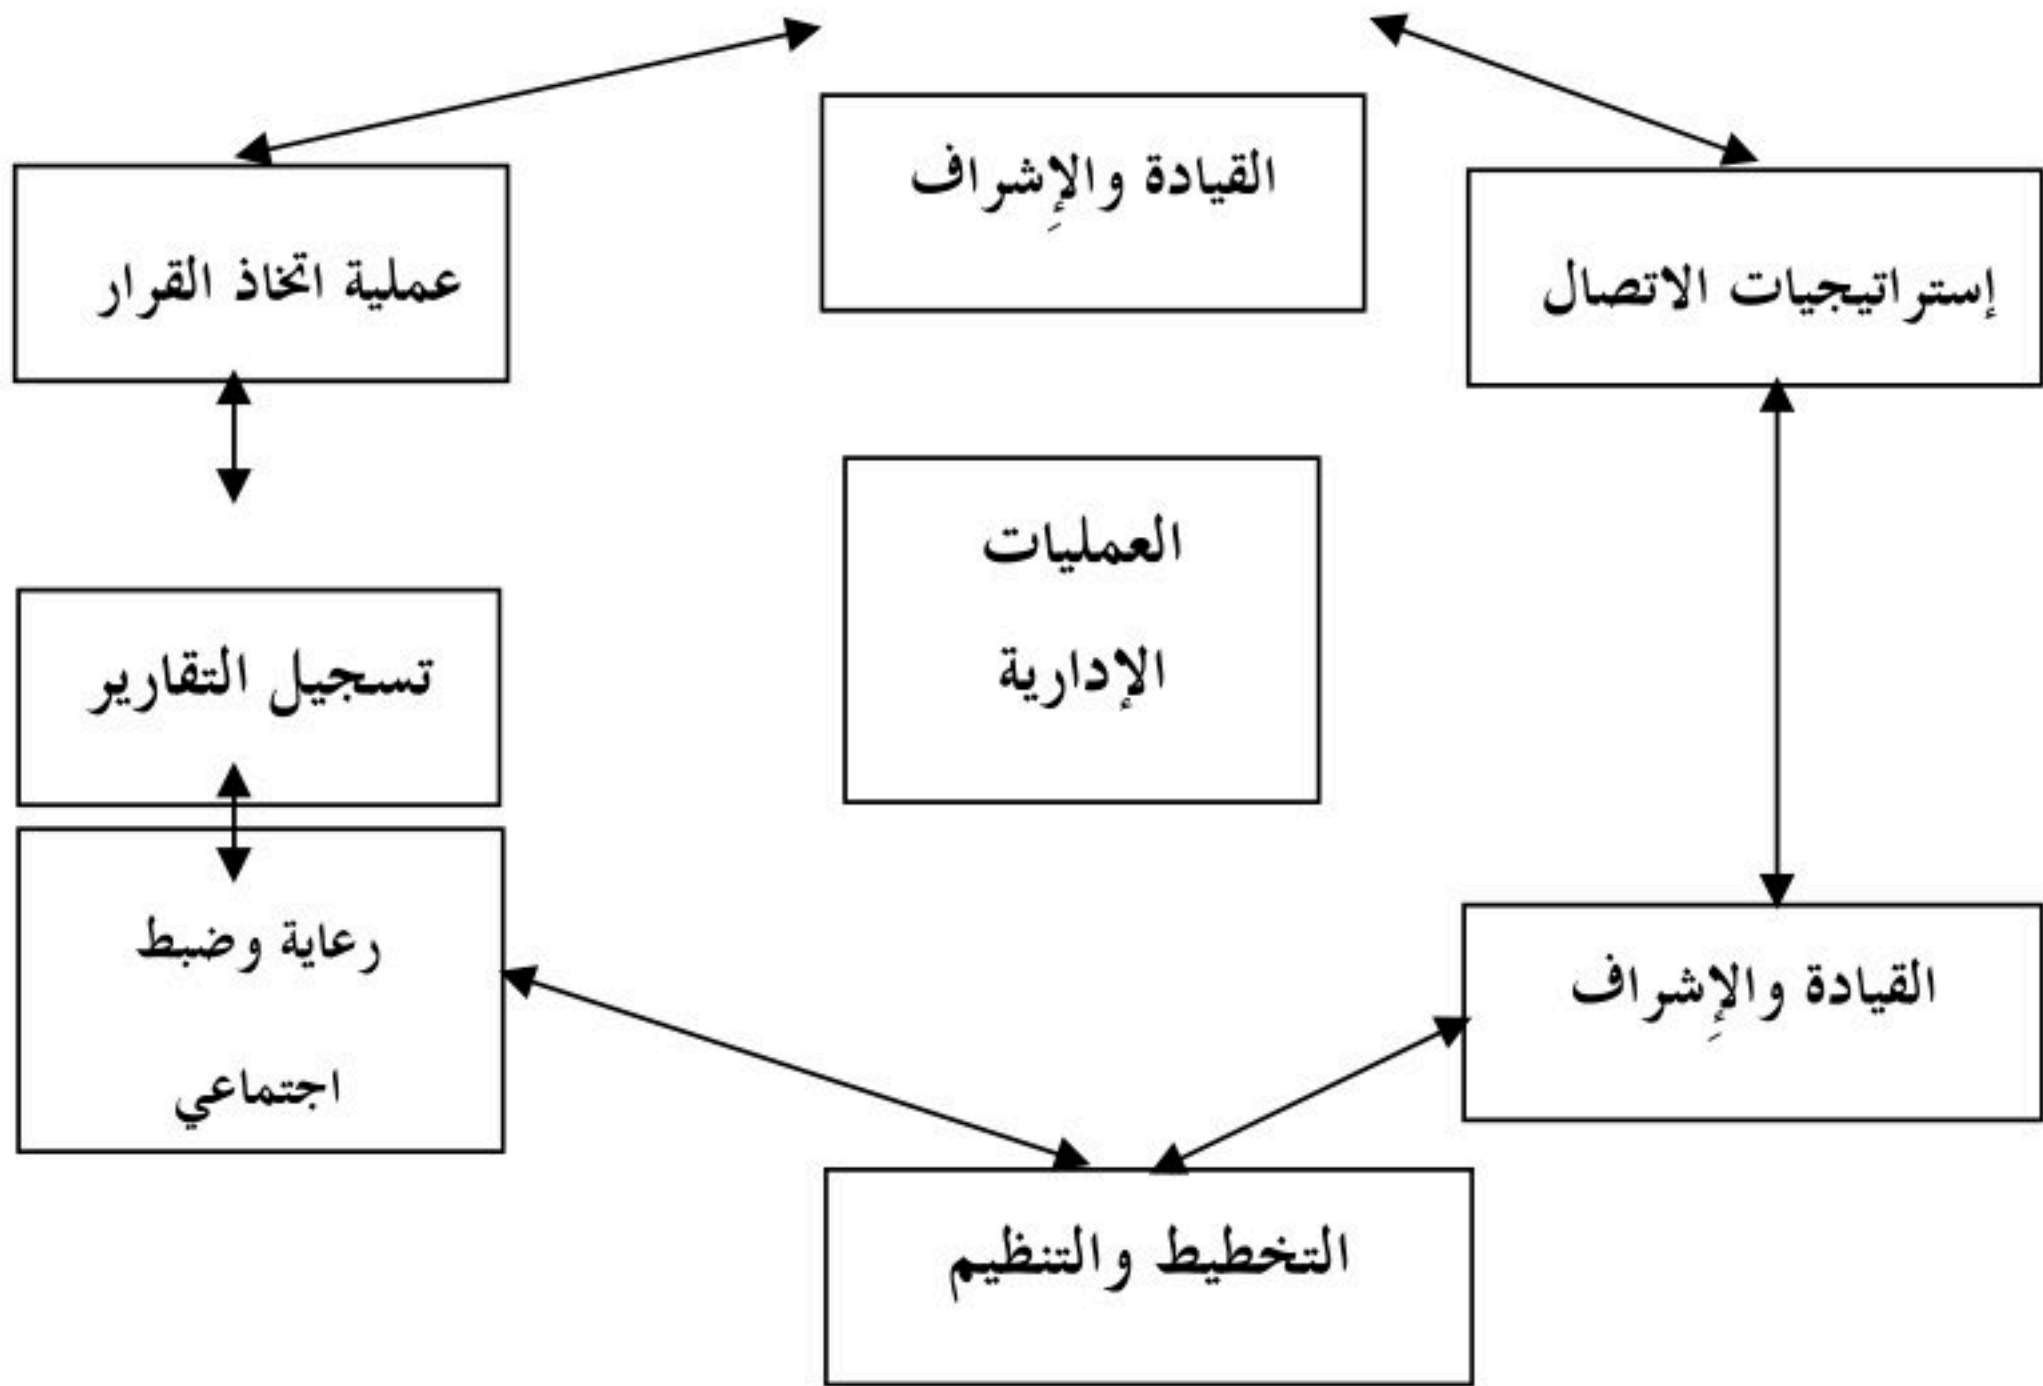 القيادة والإِشراف
إستراتيجيات الاتصال
عملية اتخاذ القرار
العمليات
الإدارية
تسجيل التقارير
رعاية وضبط
اجتماعي
القيادة والإِشراف
التخطيط والتنظيم